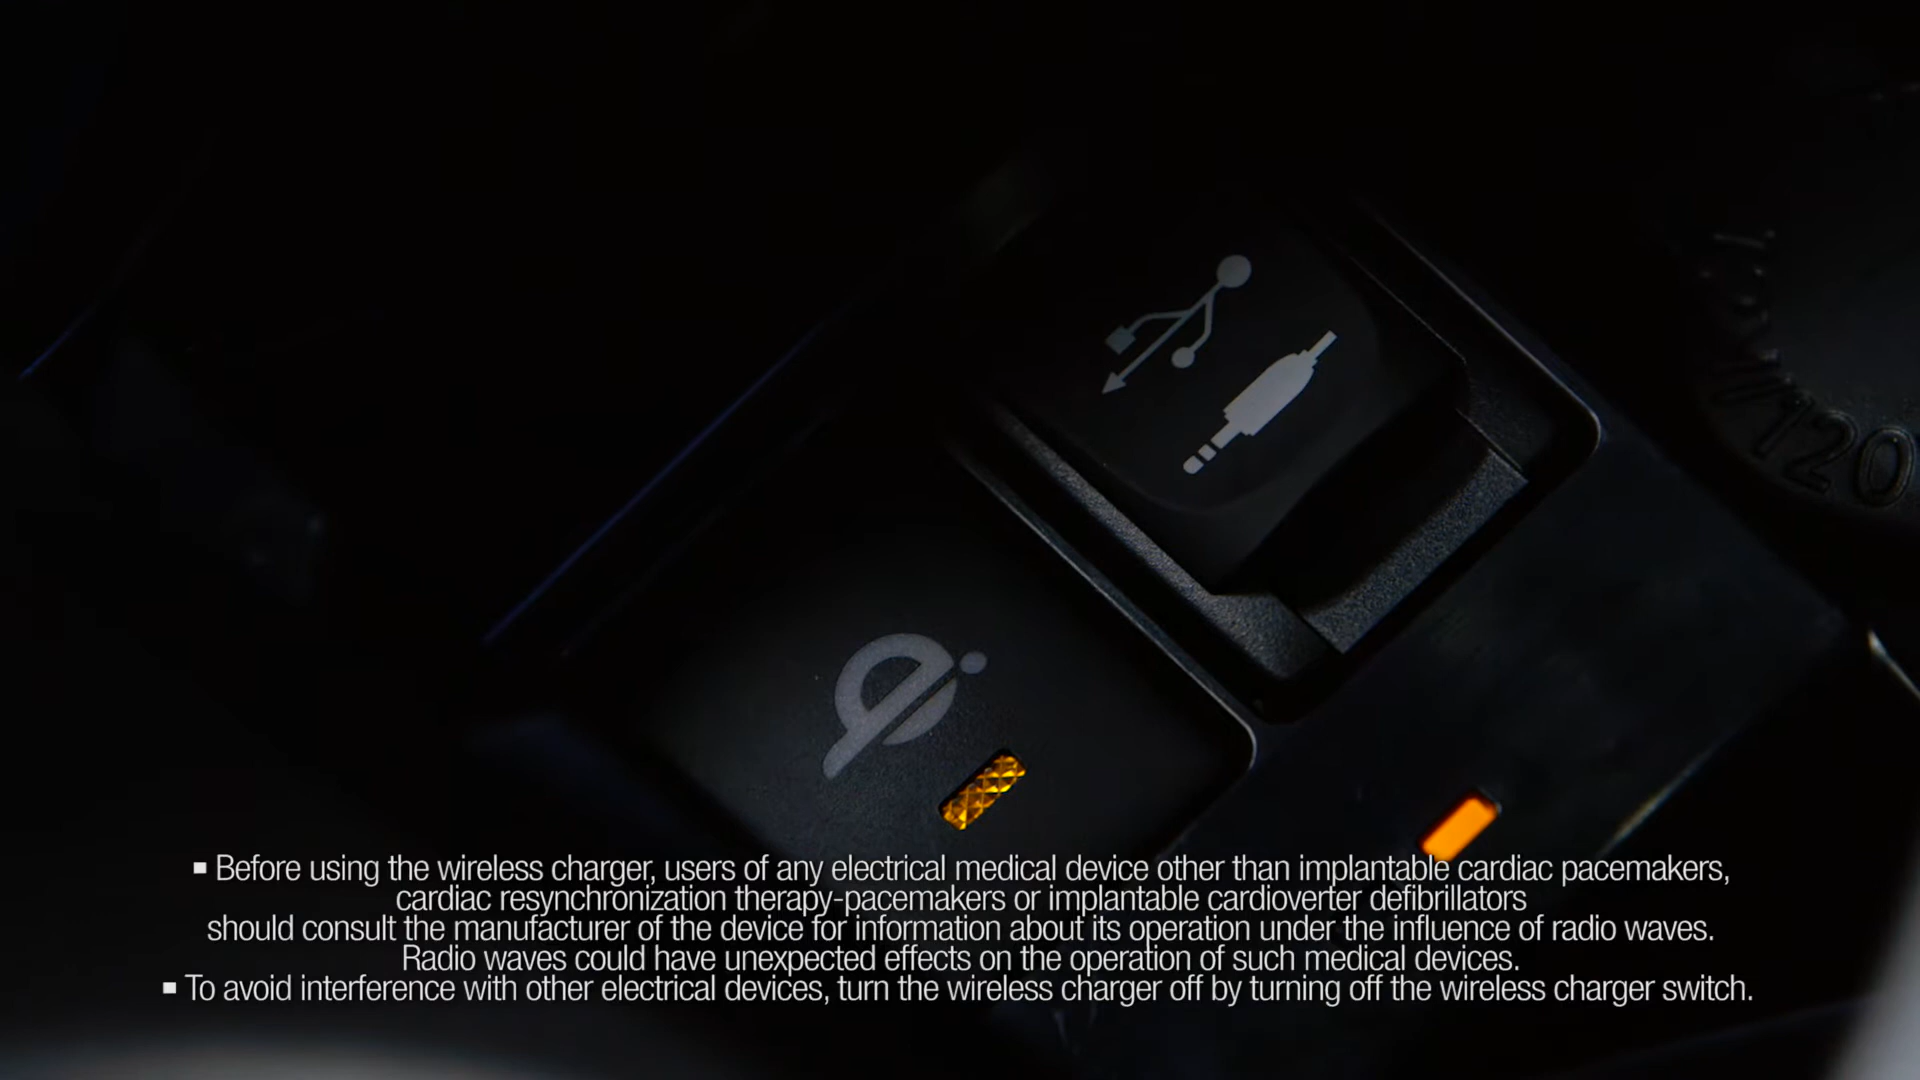 120
▪ Before using the wireless charger, users of any electrical medical device other than implantable cardiac pacemakers,
cardiac resynchronization therapy-pacemakers or implantable cardioverter defibrillators
should consult the manufacturer of the device for information about its operation under the influence of radio waves.
Radio waves could have unexpected effects on the operation of such medical devices.
▪ To avoid interference with other electrical devices, turn the wireless charger off by turning off the wireless charger switch.